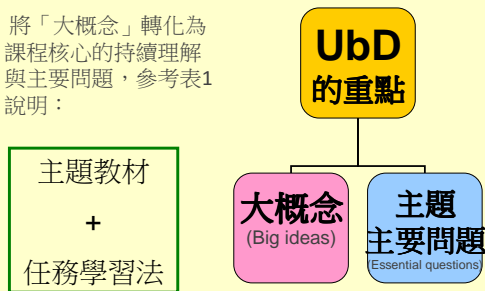 將「大概念」轉化為
課程核心的持續理解
與主要問題，參考表1
說明：
主題教材
+
任務學習法
UbD
的重點
大概念
(Big ideas)
主題
主要問題
(Essential questions)